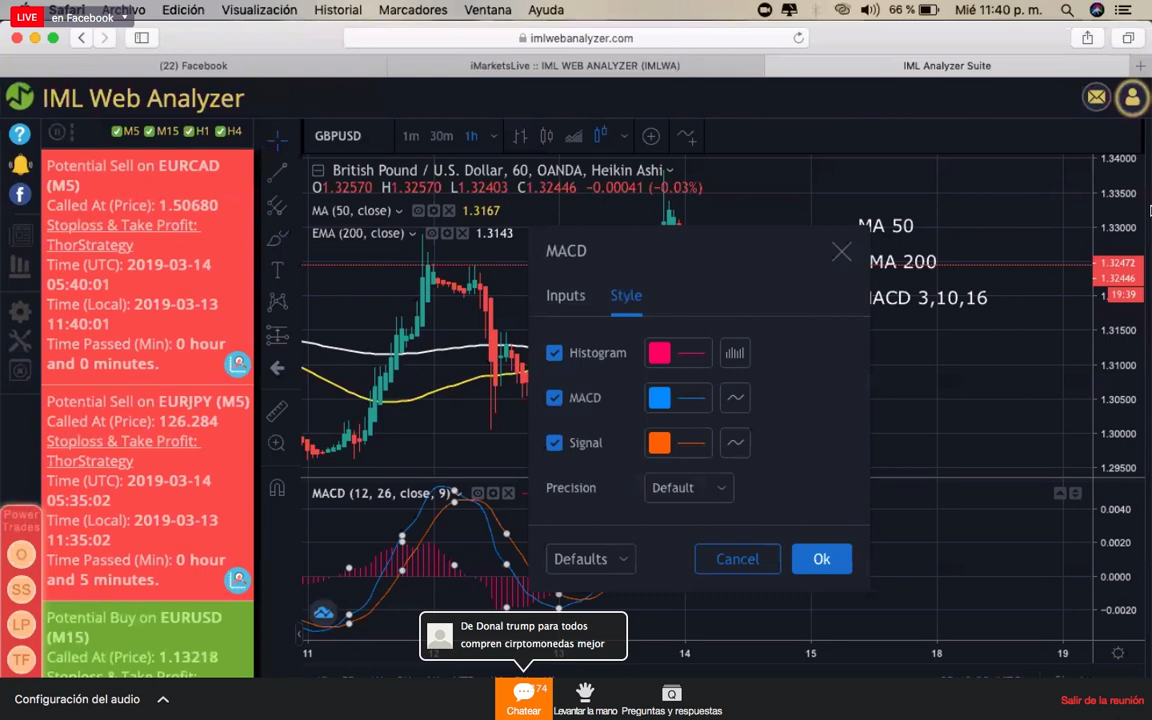 Safari Archivo Edición Visualización Historial Marcadores Ventana Ayuda
66 % Mié 11:40 p. m.
LIVE en Facebook
imlwebanalyzer.com
(22) Facebook
iMarketsLive :: IML WEB ANALYZER (IMLWA)
IML Analyzer Suite
IML Web Analyzer
M5 M15 H1 H4
Potential Sell on EURCAD
(M5)
Called At (Price): 1.50680
Stoploss & Take Profit:
ThorStrategy
Time (UTC): 2019-03-14
05:40:01
Time (Local): 2019-03-13
11:40:01
Time Passed (Min): 0 hour
and 0 minutes.
Potential Sell on EURJPY (M5)
Called At (Price): 126.284
Stoploss & Take Profit:
ThorStrategy
Time (UTC): 2019-03-14
05:35:02
Time (Local): 2019-03-13
11:35:02
Time Passed (Min): 0 hour
and 5 minutes.
Potential Buy on EURUSD
(M15)
Called At (Price): 1.13218
Power
Trades
O
SS
LP
TF
GBPUSD 1m 30m 1h
British Pound / U.S. Dollar, 60, OANDA, Heikin Ashi
O1.32570 H1.32570 L1.32403 C1.32446 -0.00041 (-0.03%)
MA (50, close) 1.3167
EMA (200, close) 1.3143
MA 50
MA 200
MACD 3,10,16
MACD
Inputs Style
Histogram
MACD
Signal
Precision Default
Defaults Cancel Ok
MACD (12, 26, close, 9)
1.34000
1.33500
1.33000
1.32472
1.32446
19:39
1.31500
1.31000
1.30500
1.30000
1.29500
0.0040
0.0020
0.0000
-0.0020
11 12 13 14 15 18 19
De Donal trump para todos
compren cirptomonedas mejor
Configuración del audio
174
Chatear
Levantar la mano
Preguntas y respuestas
Salir de la reunión